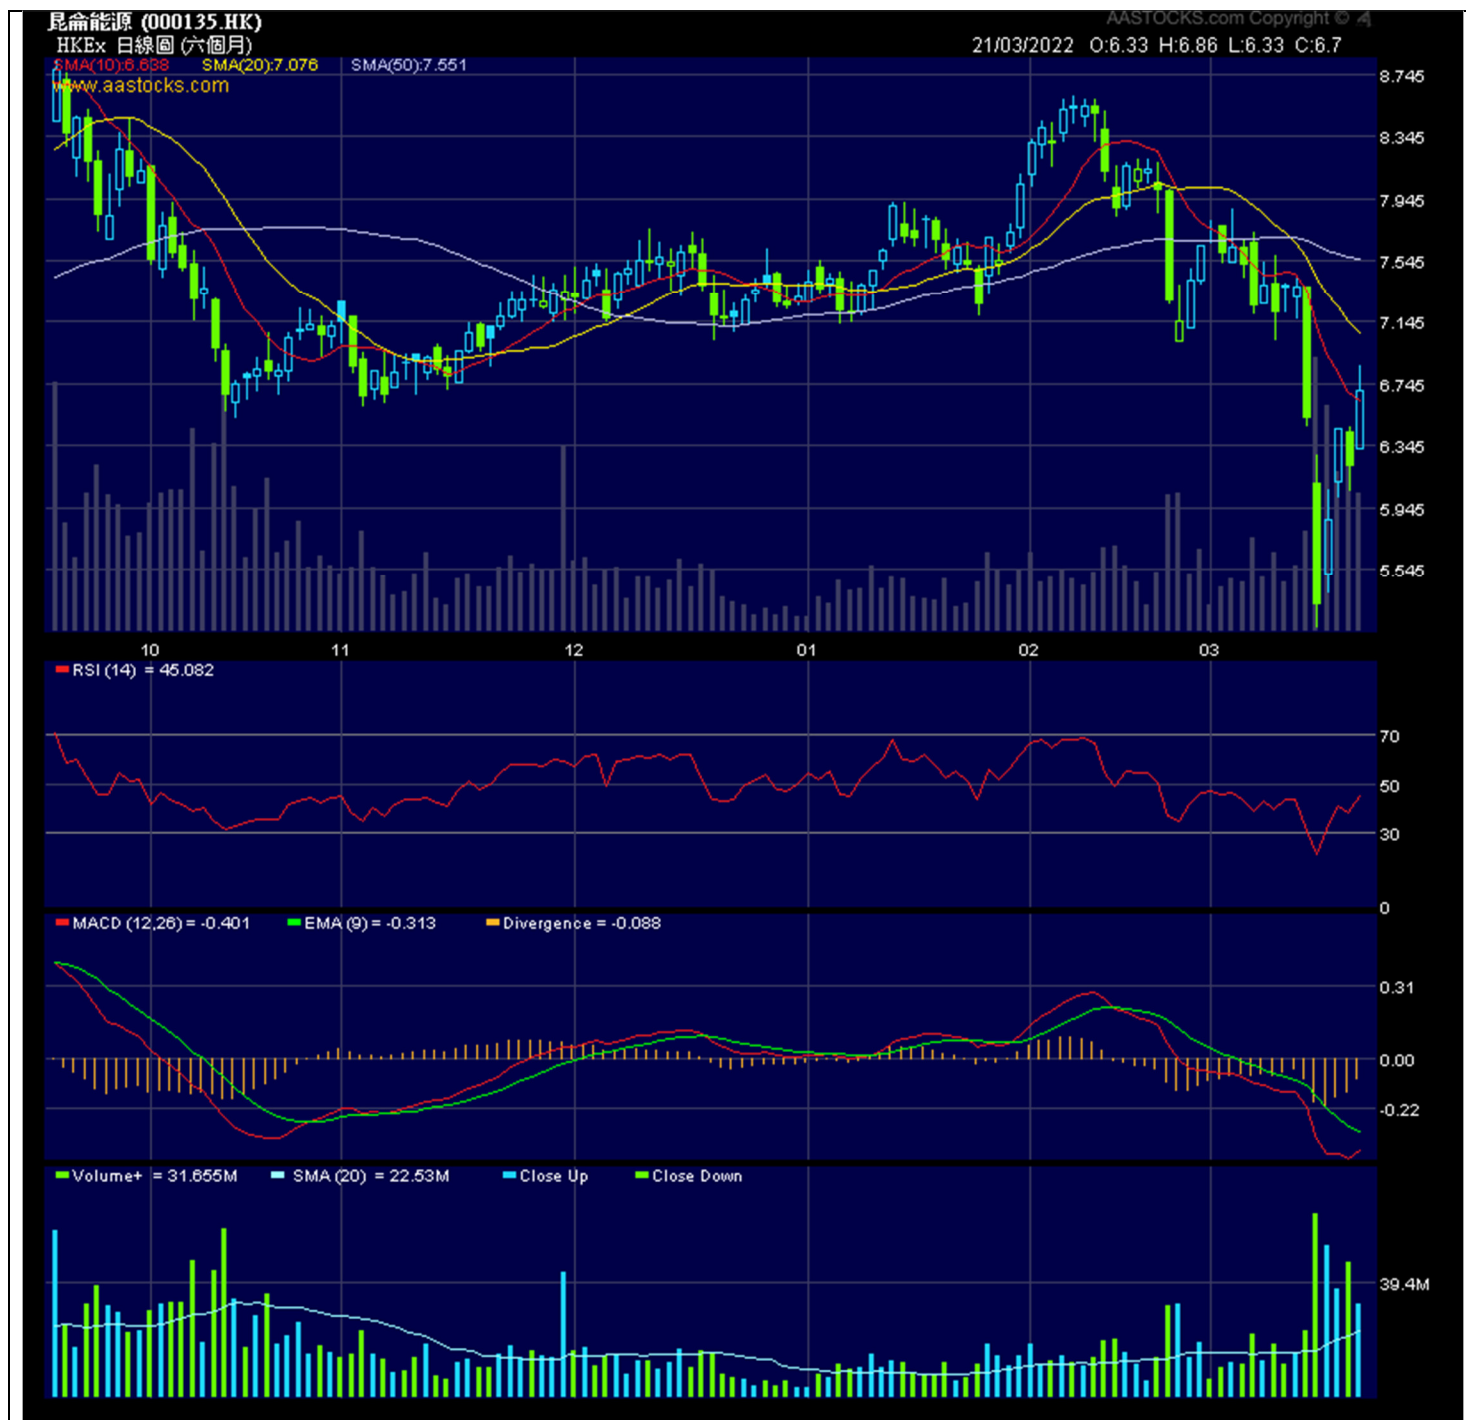 昆侖能源 (000135.HK)
AASTOCKS.com Copyright ©
HKEx 日線圖 (六個月)
21/03/2022 O:6.33 H:6.86 L:6.33 C:6.7
SMA(10):6.638 SMA(20):7.076 SMA(50):7.551
www.aastocks.com
8.745
8.345
7.945
7.545
7.145
6.745
6.345
5.945
5.545
10 11 12 01 02 03
RSI (14) = 45.082
70
50
30
0
MACD (12,26) = -0.401 EMA (9) = -0.313 Divergence = -0.088
0.31
0.00
-0.22
Volume+ = 31.655M SMA (20) = 22.53M Close Up Close Down
39.4M